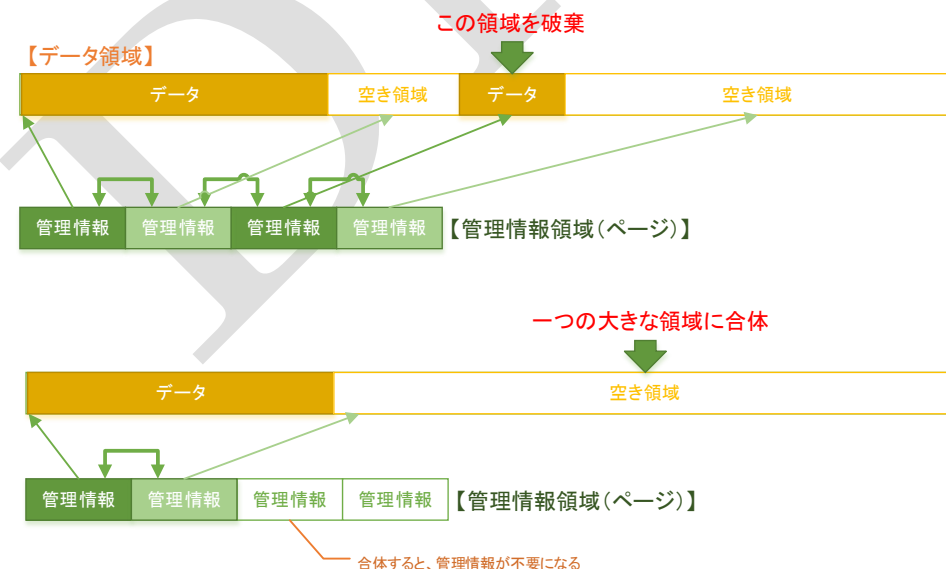 この領域を破棄
【データ領域】
データ 空き領域 データ 空き領域
管理情報 管理情報 管理情報 管理情報 【管理情報領域(ページ)】
一つの大きな領域に合体
データ 空き領域
管理情報 管理情報 管理情報 管理情報 【管理情報領域(ページ)】
合体すると、管理情報が不要になる